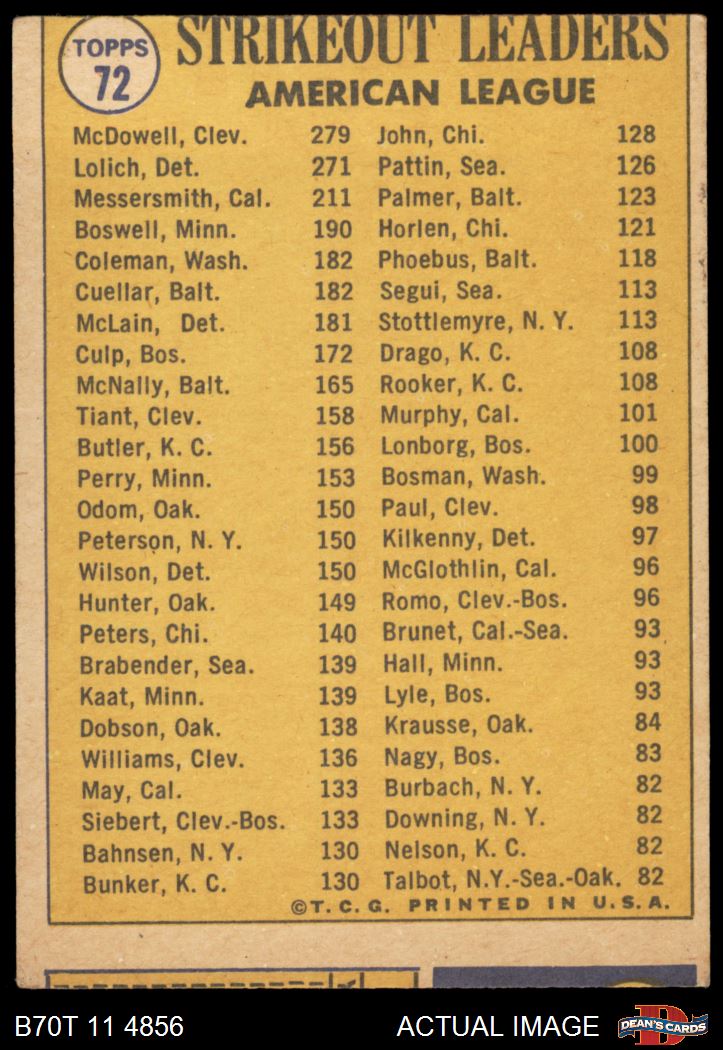 TOPPS
72
STRIKEOUT LEADERS
AMERICAN LEAGUE
McDowell, Clev. 279
Lolich, Det. 271
Messersmith, Cal. 211
Boswell, Minn. 190
Coleman, Wash. 182
Cuellar, Balt. 182
McLain, Det. 181
Culp, Bos. 172
McNally, Balt. 165
Tiant, Clev. 158
Butler, K. C. 156
Perry, Minn. 153
Odom, Oak. 150
Peterson, N. Y. 150
Wilson, Det. 150
Hunter, Oak. 149
Peters, Chi. 140
Brabender, Sea. 139
Kaat, Minn. 139
Dobson, Oak. 138
Williams, Clev. 136
May, Cal. 133
Siebert, Clev.-Bos. 133
Bahnsen, N. Y. 130
Bunker, K. C. 130
John, Chi. 128
Pattin, Sea. 126
Palmer, Balt. 123
Horlen, Chi. 121
Phoebus, Balt. 118
Segui, Sea. 113
Stottlemyre, N. Y. 113
Drago, K. C. 108
Rooker, K. C. 108
Murphy, Cal. 101
Lonborg, Bos. 100
Bosman, Wash. 99
Paul, Clev. 98
Kilkenny, Det. 97
McGlothlin, Cal. 96
Romo, Clev.-Bos. 96
Brunet, Cal.-Sea. 93
Hall, Minn. 93
Lyle, Bos. 93
Krausse, Oak. 84
Nagy, Bos. 83
Burbach, N. Y. 82
Downing, N. Y. 82
Nelson, K. C. 82
Talbot, N.Y.-Sea.-Oak. 82
©T. C. G. PRINTED IN U.S.A.
B70T 11 4856
ACTUAL IMAGE
D
DEAN'S CARDS